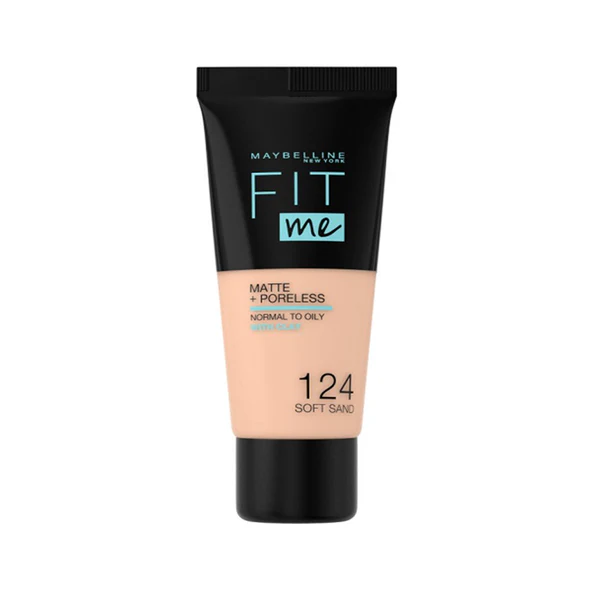 MAYBELLINE
NEW YORK
FIT
me
MATTE
+ PORELESS
NORMAL TO OILY
124
SOFT SAND